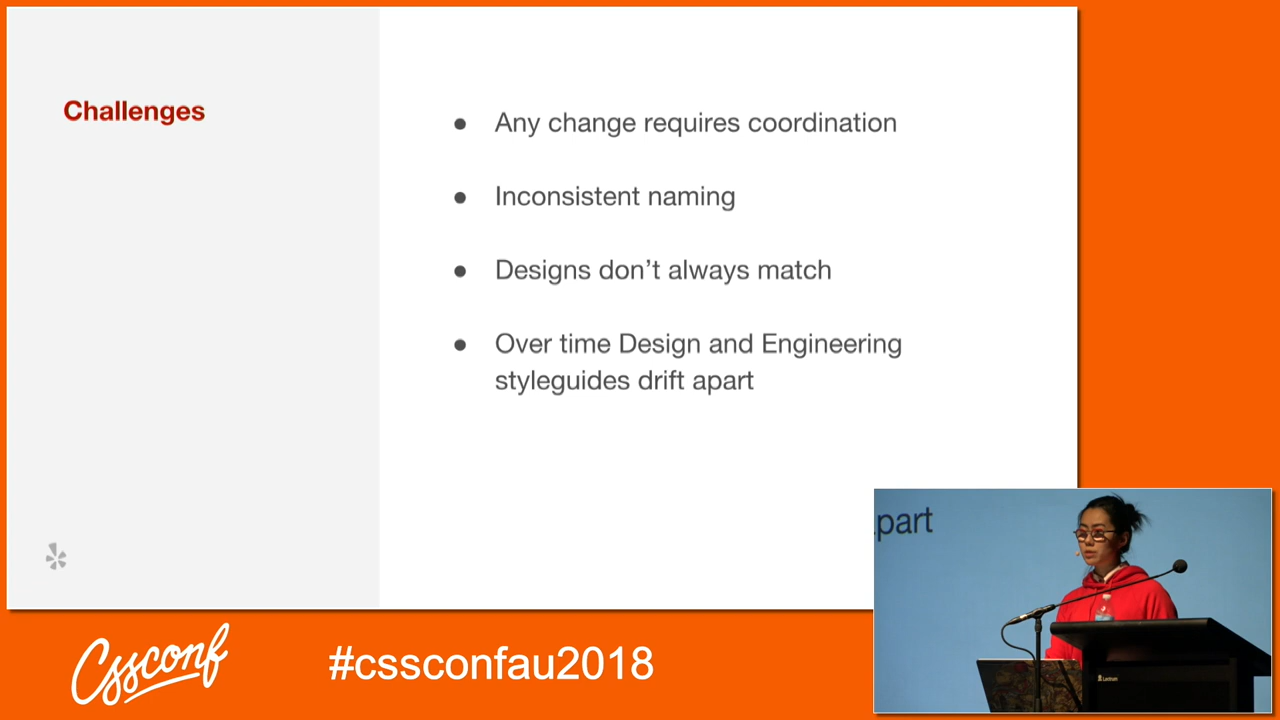 Challenges
● Any change requires coordination
● Inconsistent naming
● Designs don’t always match
● Over time Design and Engineering
styleguides drift apart
part
Lectrum
Cssconf
#cssconfau2018